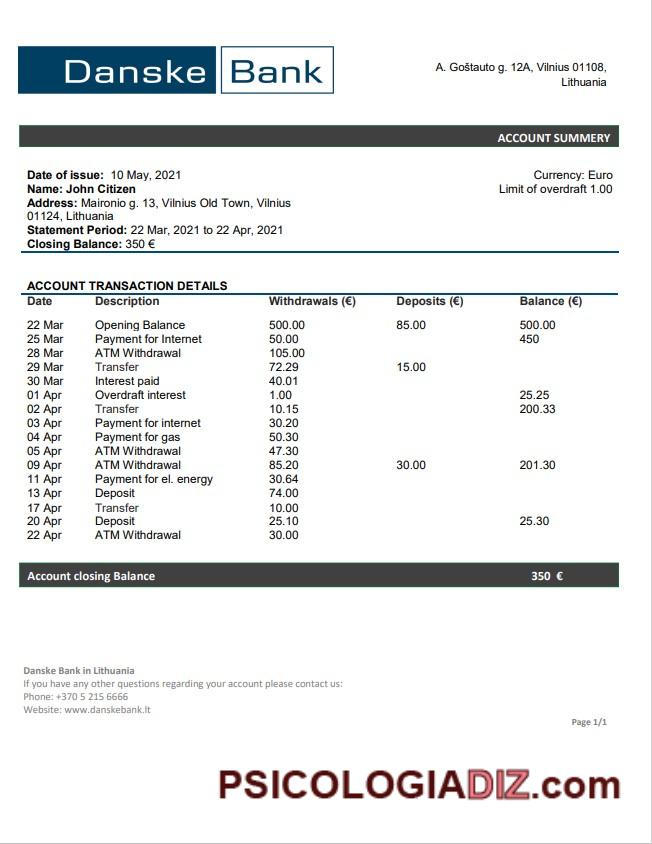 Danske Bank
A. Goštauto g. 12A, Vilnius 01108,
Lithuania
ACCOUNT SUMMERY
Date of issue: 10 May, 2021
Currency: Euro
Name: John Citizen
Limit of overdraft 1.00
Address: Maironio g. 13, Vilnius Old Town, Vilnius
01124, Lithuania
Statement Period: 22 Mar, 2021 to 22 Apr, 2021
Closing Balance: 350 €
ACCOUNT TRANSACTION DETAILS
Date Description Withdrawals (€) Deposits (€) Balance (€)
22 Mar Opening Balance 500.00 85.00 500.00
25 Mar Payment for Internet 50.00 450
28 Mar ATM Withdrawal 105.00
29 Mar Transfer 72.29 15.00
30 Mar Interest paid 40.01
01 Apr Overdraft interest 1.00 25.25
02 Apr Transfer 10.15 200.33
03 Apr Payment for internet 30.20
04 Apr Payment for gas 50.30
05 Apr ATM Withdrawal 47.30
09 Apr ATM Withdrawal 85.20 30.00 201.30
11 Apr Payment for el. energy 30.64
13 Apr Deposit 74.00
17 Apr Transfer 10.00
20 Apr Deposit 25.10 25.30
22 Apr ATM Withdrawal 30.00
Account closing Balance 350 €
Danske Bank in Lithuania
If you have any other questions regarding your account please contact us:
Phone: +370 5 215 6666
Website: www.danskebank.lt
Page 1/1
PSICOLOGIADIZ.com